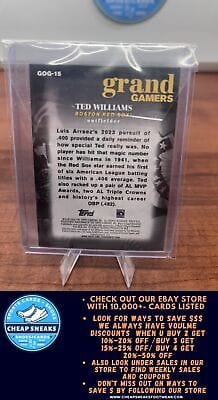 GOG-15
grand
GAMERS
TED WILLIAMS
BOSTON RED SOX
outfielder
Luis Arraez's 2023 pursuit of
.400 provided a daily reminder of
how special Ted really was. No
player has hit that magic number
since Williams in 1941, when
the Red Sox star earned his first
of six American League batting
titles with a .406 average. Ted
also racked up a pair of AL MVP
Awards, two AL Triple Crowns
and history's highest career
OBP (.482).
Topps
CHEAP SNEAKS
- CHECK OUT OUR EBAY STORE
WITH 10,000+ CARDS LISTED
- LOOK FOR WAYS TO SAVE $$$
WE ALWAYS HAVE VOULME
DISCOUNTS WHEN U BUY 2 GET
10% OFF/ BUY 3 GET
15%-25% OFF/ BUY 4 GET
20%-50% OFF
- ALSO LOOK UNDER SALES IN OUR
STORE TO FIND WEEKLY SALES
AND COUPONS
- DON'T MISS OUT ON WAYS TO
SAVE $ BY FOLLOWING OUR STORE
WWW.CHEAPSNEAKSFOOTWEAR.COM